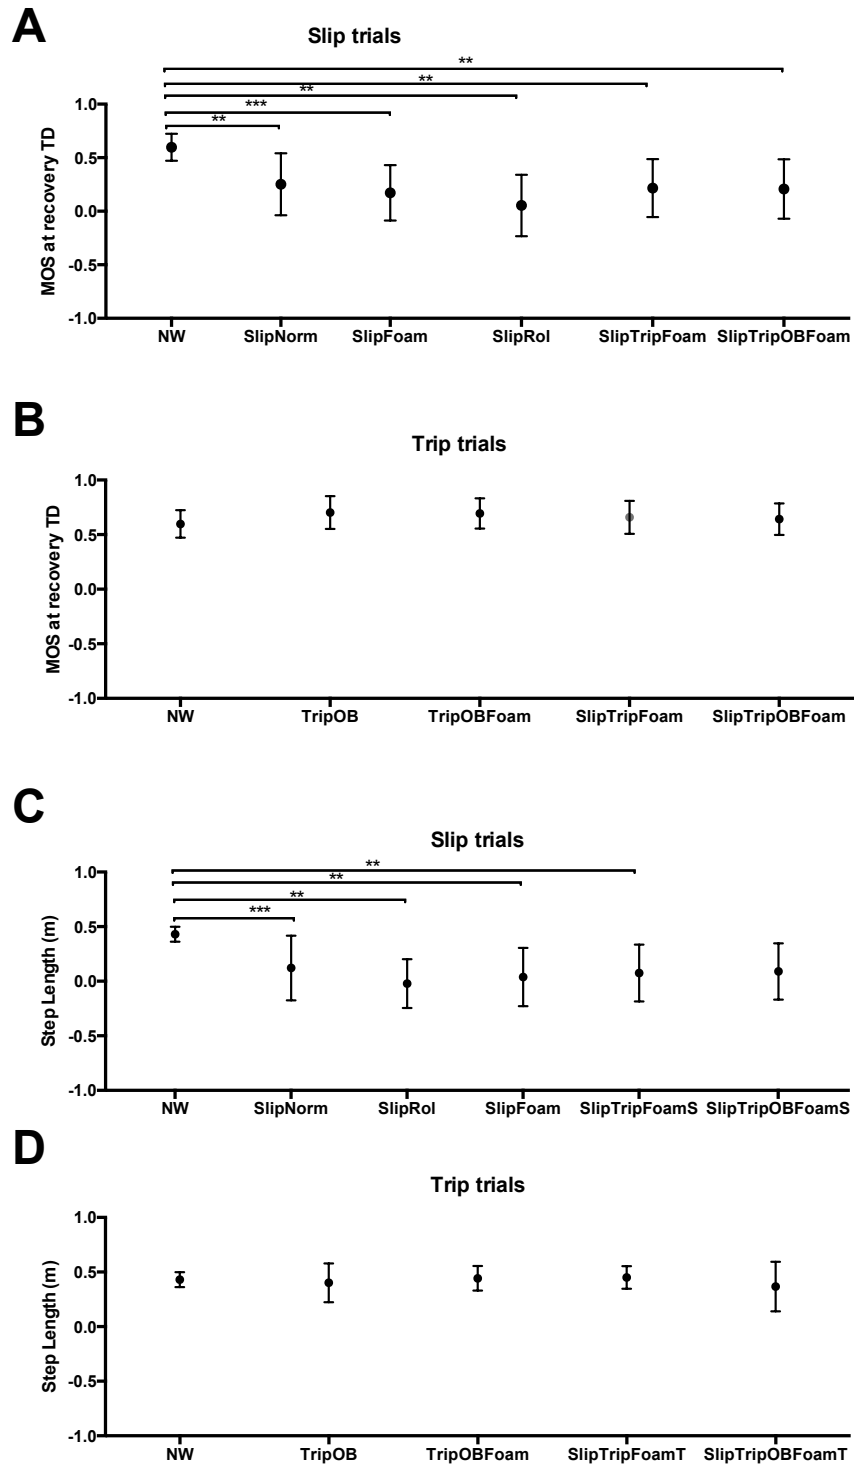 A
Slip trials
**
**
**
***
**
MOS at recovery TD
1.0
0.5
0.0
-0.5
-1.0
NW SlipNorm SlipFoam SlipRol SlipTripFoam SlipTripOBFoam
B
Trip trials
MOS at recovery TD
1.0
0.5
0.0
-0.5
-1.0
NW TripOB TripOBFoam SlipTripFoam SlipTripOBFoam
C
Slip trials
**
**
**
***
Step Length (m)
1.0
0.5
0.0
-0.5
-1.0
NW SlipNorm SlipRol SlipFoam SlipTripFoamS SlipTripOBFoamS
D
Trip trials
Step Length (m)
1.0
0.5
0.0
-0.5
-1.0
NW TripOB TripOBFoam SlipTripFoamT SlipTripOBFoamT